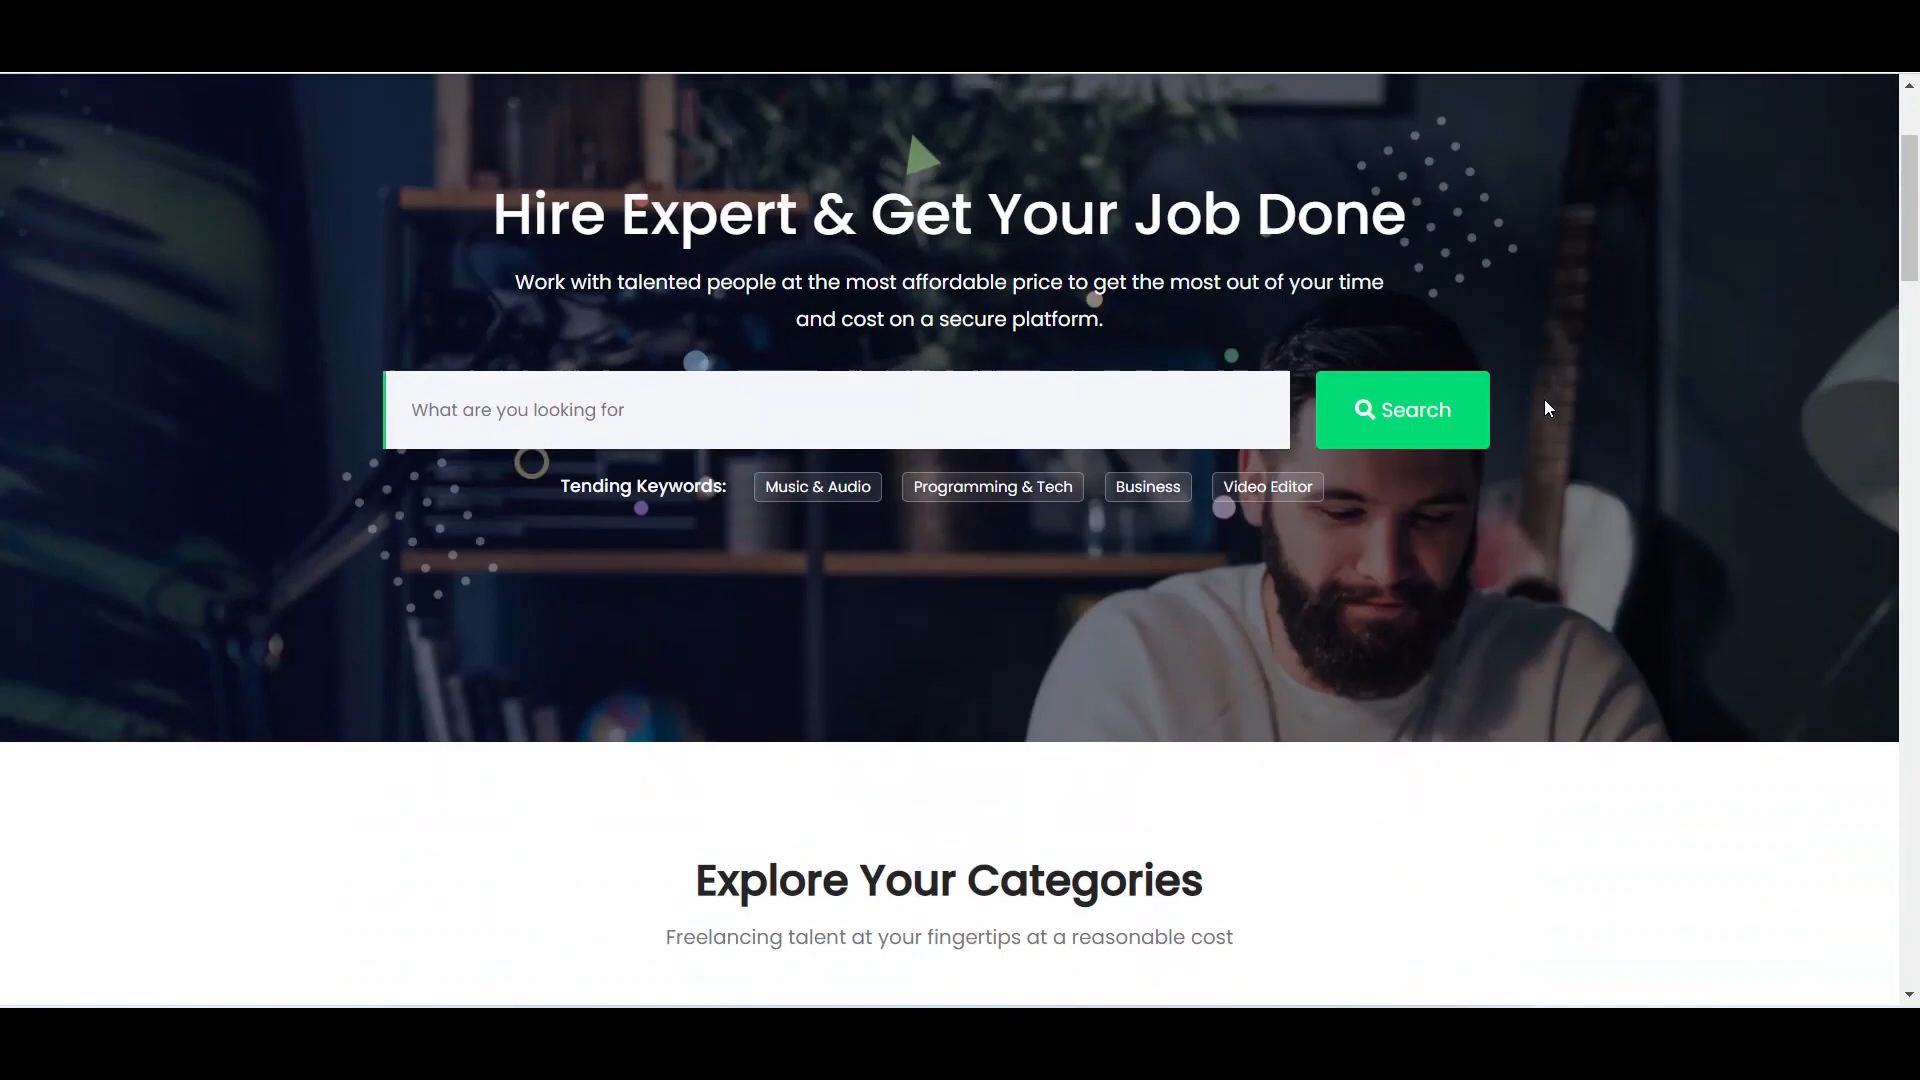 Hire Expert & Get Your Job Done
Work with talented people at the most affordable price to get the most out of your time
and cost on a secure platform.
What are you looking for
Search
Tending Keywords:
Music & Audio
Programming & Tech
Business
Video Editor
Explore Your Categories
Freelancing talent at your fingertips at a reasonable cost